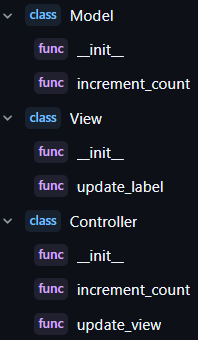 class Model
func __init__
func increment_count
class View
func __init__
func update_label
class Controller
func __init__
func increment_count
func update_view